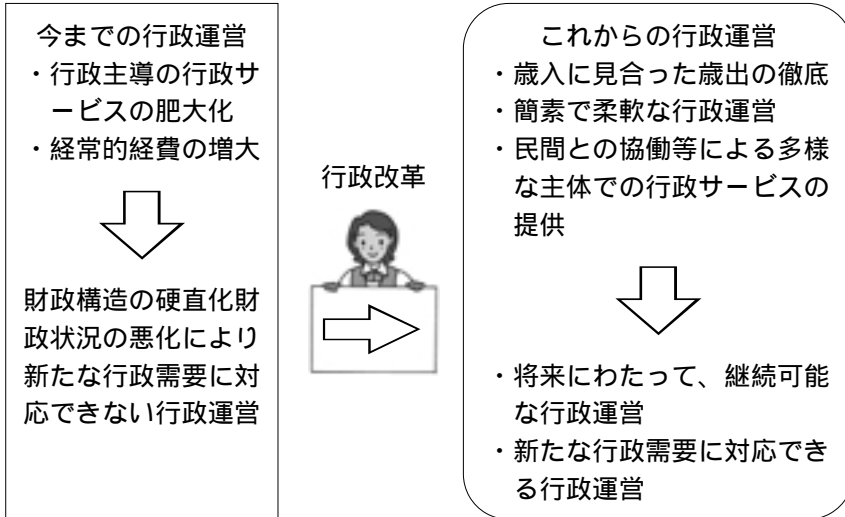 今までの行政運営
・行政主導の行政サ
ービスの肥大化
・経常的経費の増大
財政構造の硬直化財
政状況の悪化により
新たな行政需要に対
応できない行政運営
行政改革
これからの行政運営
・歳入に見合った歳出の徹底
・簡素で柔軟な行政運営
・民間との協働等による多様
な主体での行政サービスの
提供
・将来にわたって、継続可能
な行政運営
・新たな行政需要に対応でき
る行政運営